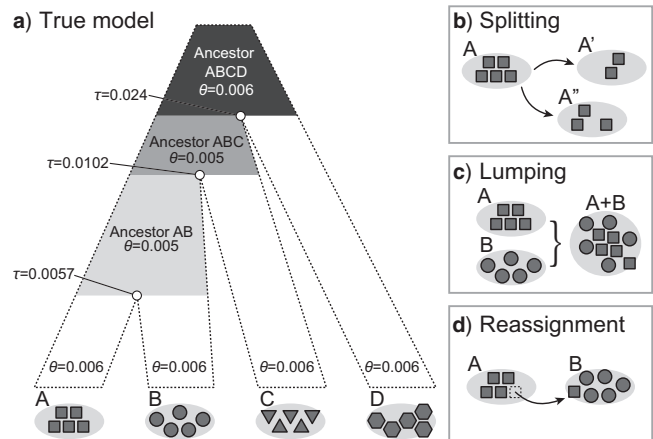 a) True model
Ancestor
ABCD
θ=0.006
τ=0.024
Ancestor ABC
θ=0.005
τ=0.0102
Ancestor AB
θ=0.005
τ=0.0057
θ=0.006 θ=0.006 θ=0.006 θ=0.006
A B C D
b) Splitting
A A’
A”
c) Lumping
A A+B
B
d) Reassignment
A B